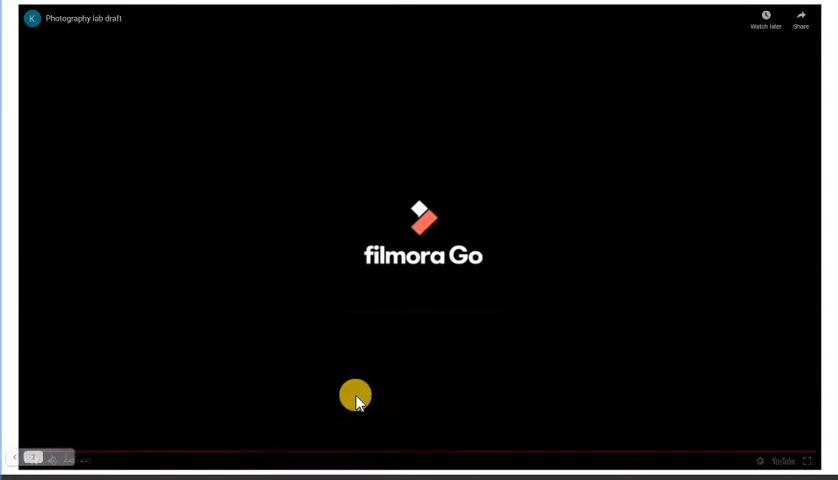 K Photography lab draft
Watch later
Share
filmora Go
YouTube